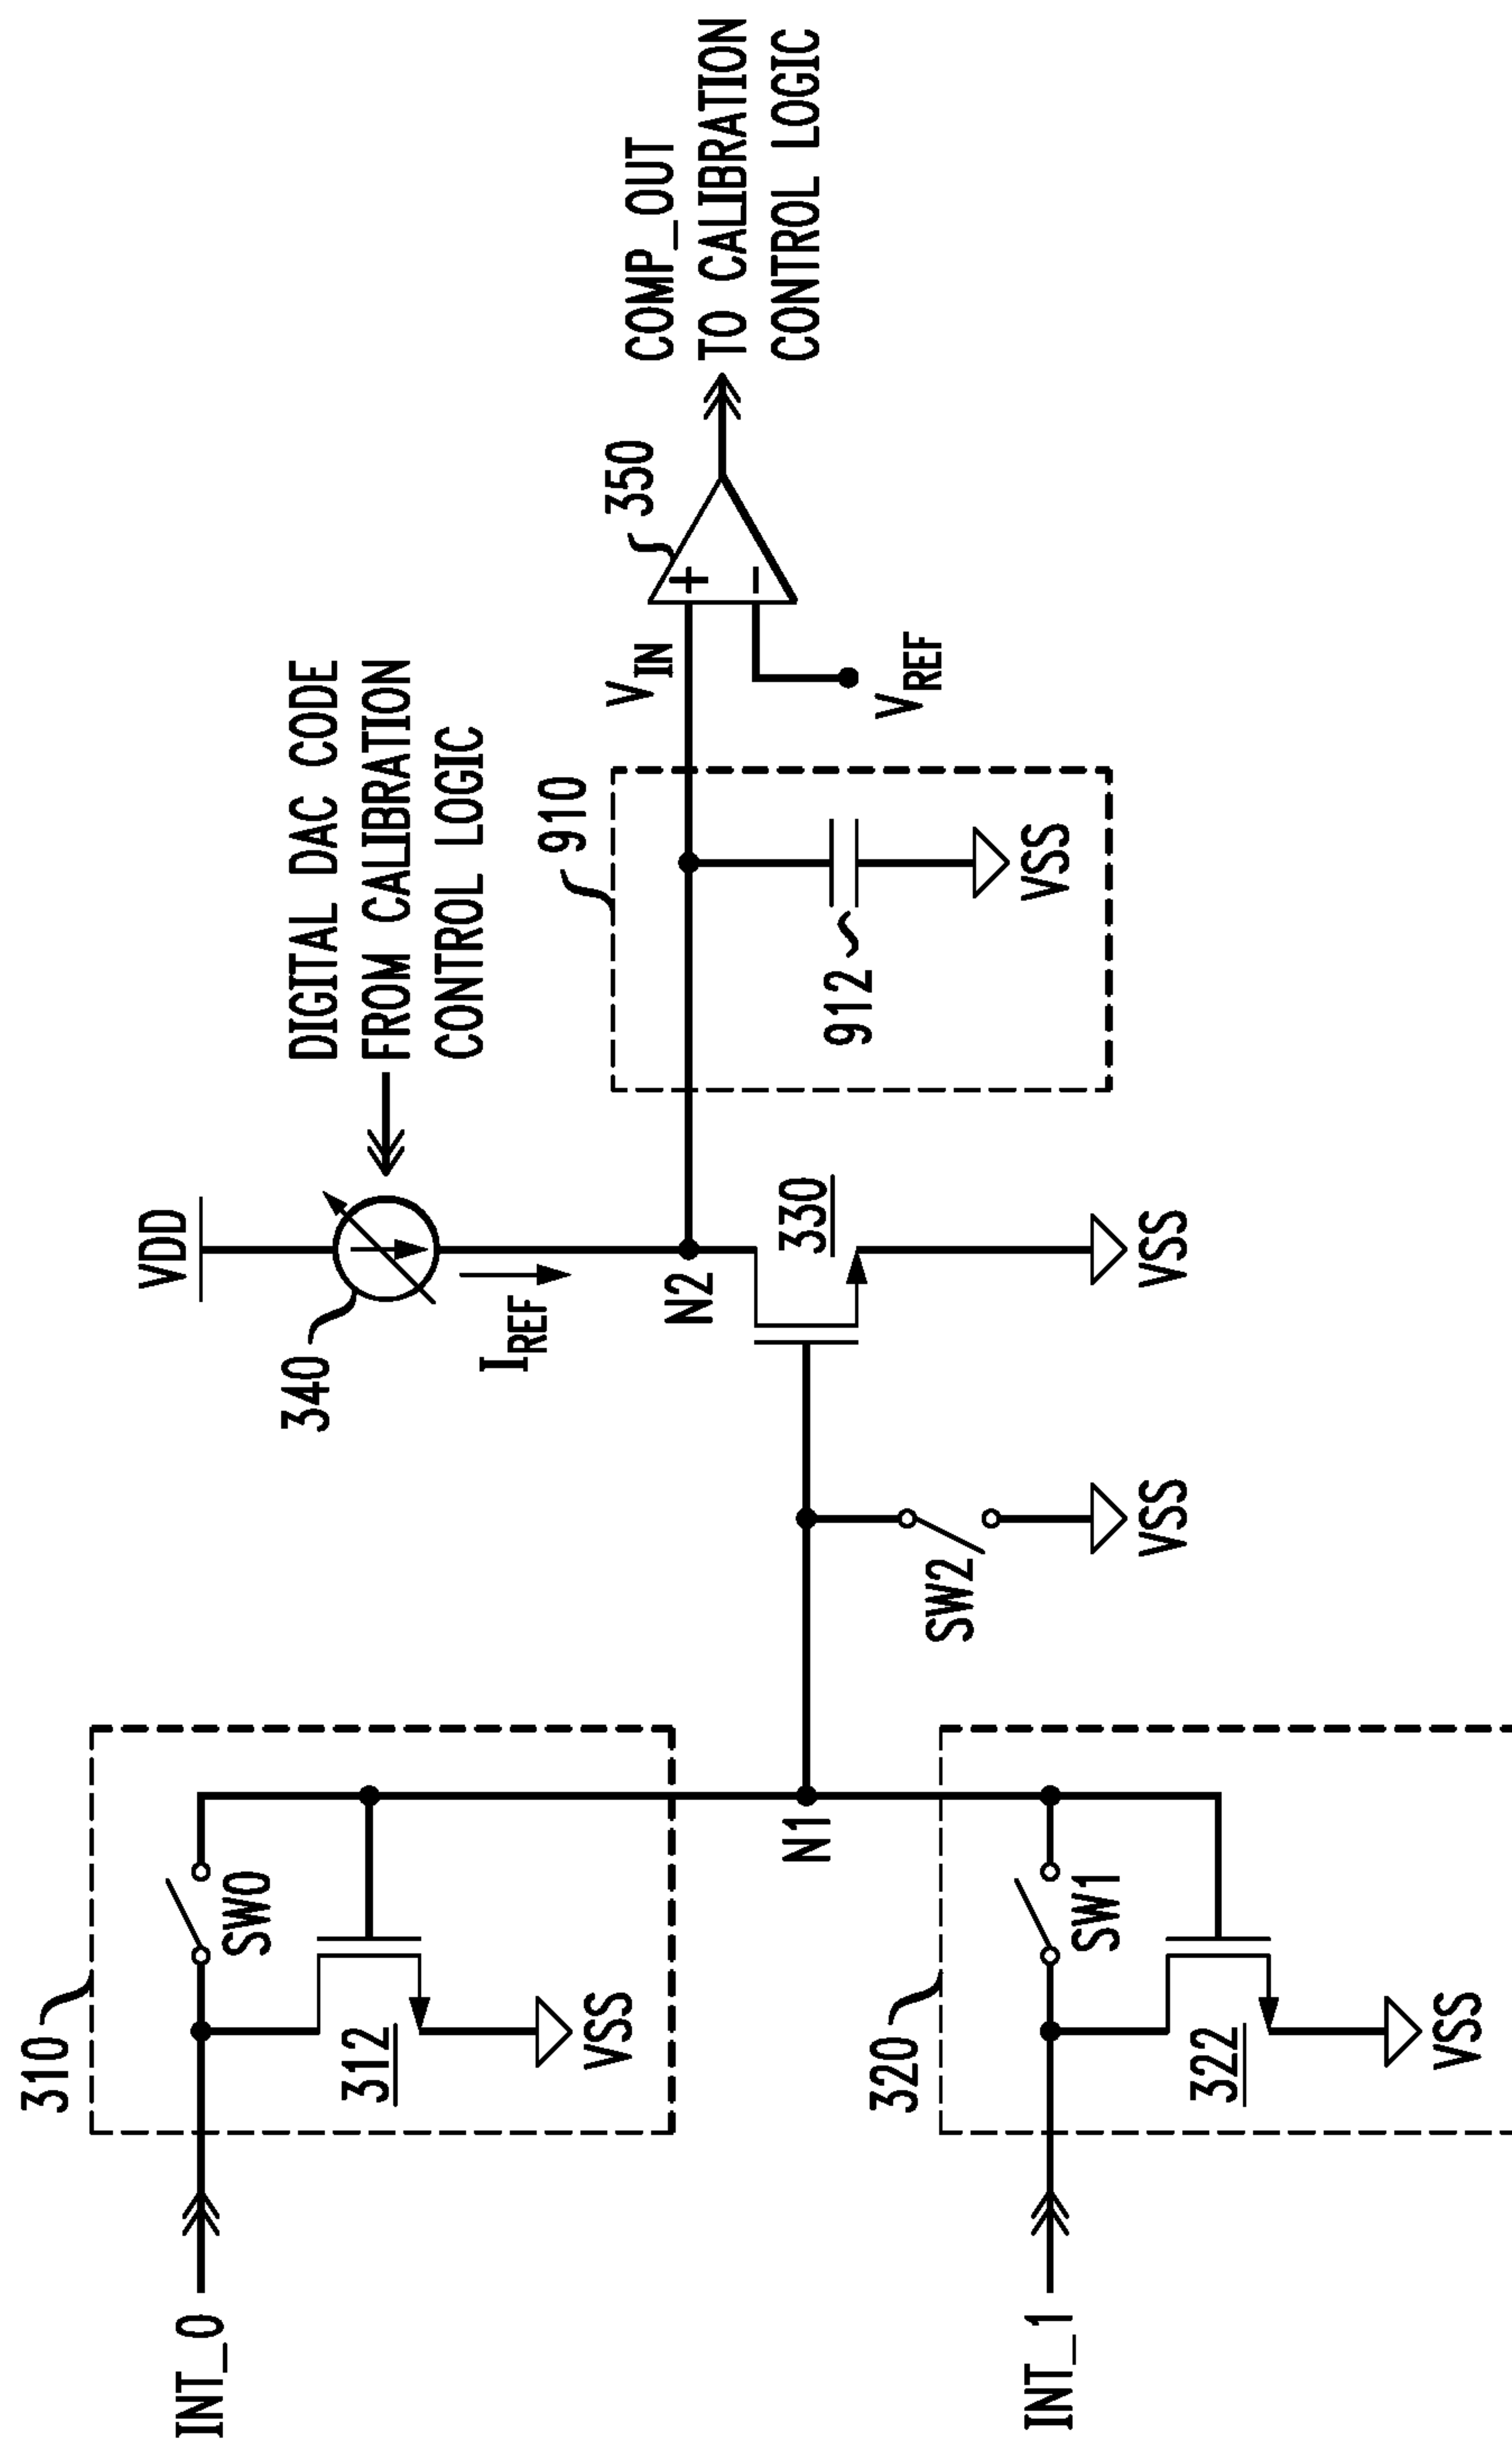 VDD
340
DIGITAL DAC CODE
FROM CALIBRATION
CONTROL LOGIC
I_REF
N2
330
VSS
910
912
VSS
V_IN
V_REF
350
COMP_OUT
TO CALIBRATION
CONTROL LOGIC
310
INT_0
SW0
312
VSS
N1
SW2
VSS
320
INT_1
SW1
322
VSS